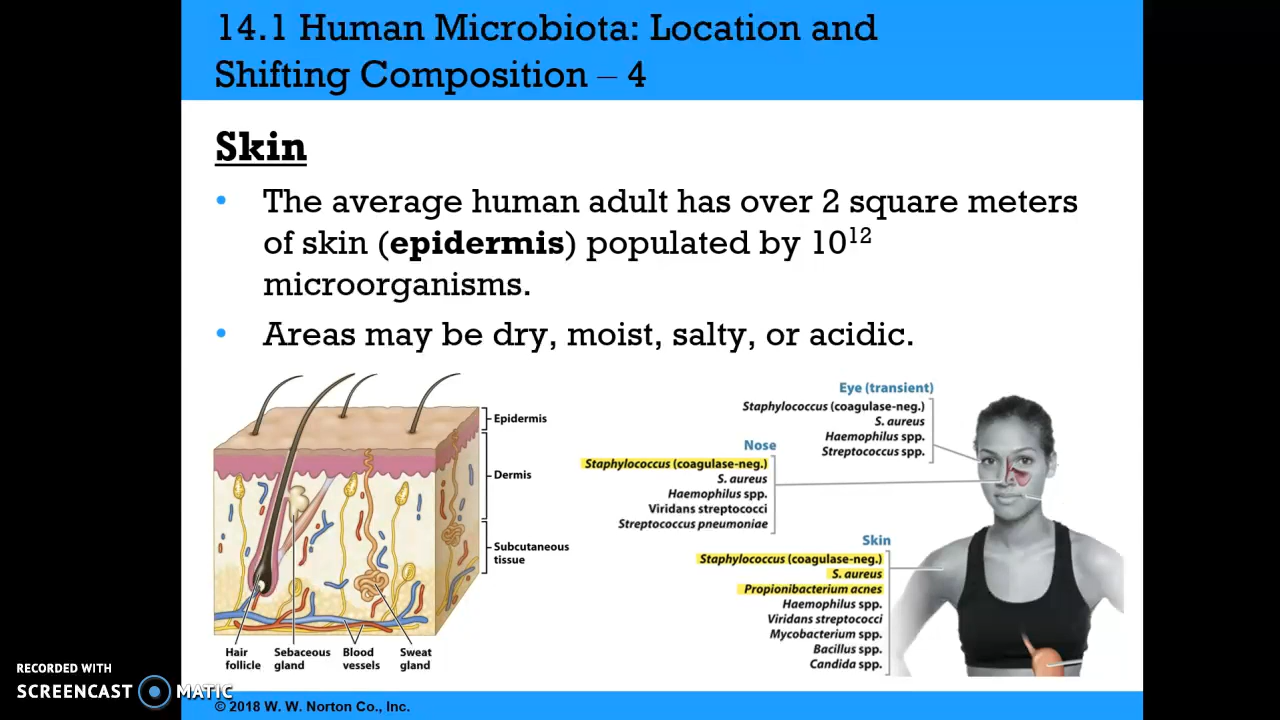 14.1 Human Microbiota: Location and
Shifting Composition – 4
Skin
• The average human adult has over 2 square meters
of skin (epidermis) populated by 10¹²
microorganisms.
• Areas may be dry, moist, salty, or acidic.
Epidermis
Dermis
Subcutaneous
tissue
Hair
follicle
Sebaceous
gland
Blood
vessels
Sweat
gland
Eye (transient)
Staphylococcus (coagulase-neg.)
S. aureus
Haemophilus spp.
Streptococcus spp.
Nose
Staphylococcus (coagulase-neg.)
S. aureus
Haemophilus spp.
Viridans streptococci
Streptococcus pneumoniae
Skin
Staphylococcus (coagulase-neg.)
S. aureus
Propionibacterium acnes
Haemophilus spp.
Viridans streptococci
Mycobacterium spp.
Bacillus spp.
Candida spp.
RECORDED WITH
SCREENCAST MATIC
© 2018 W. W. Norton Co., Inc.